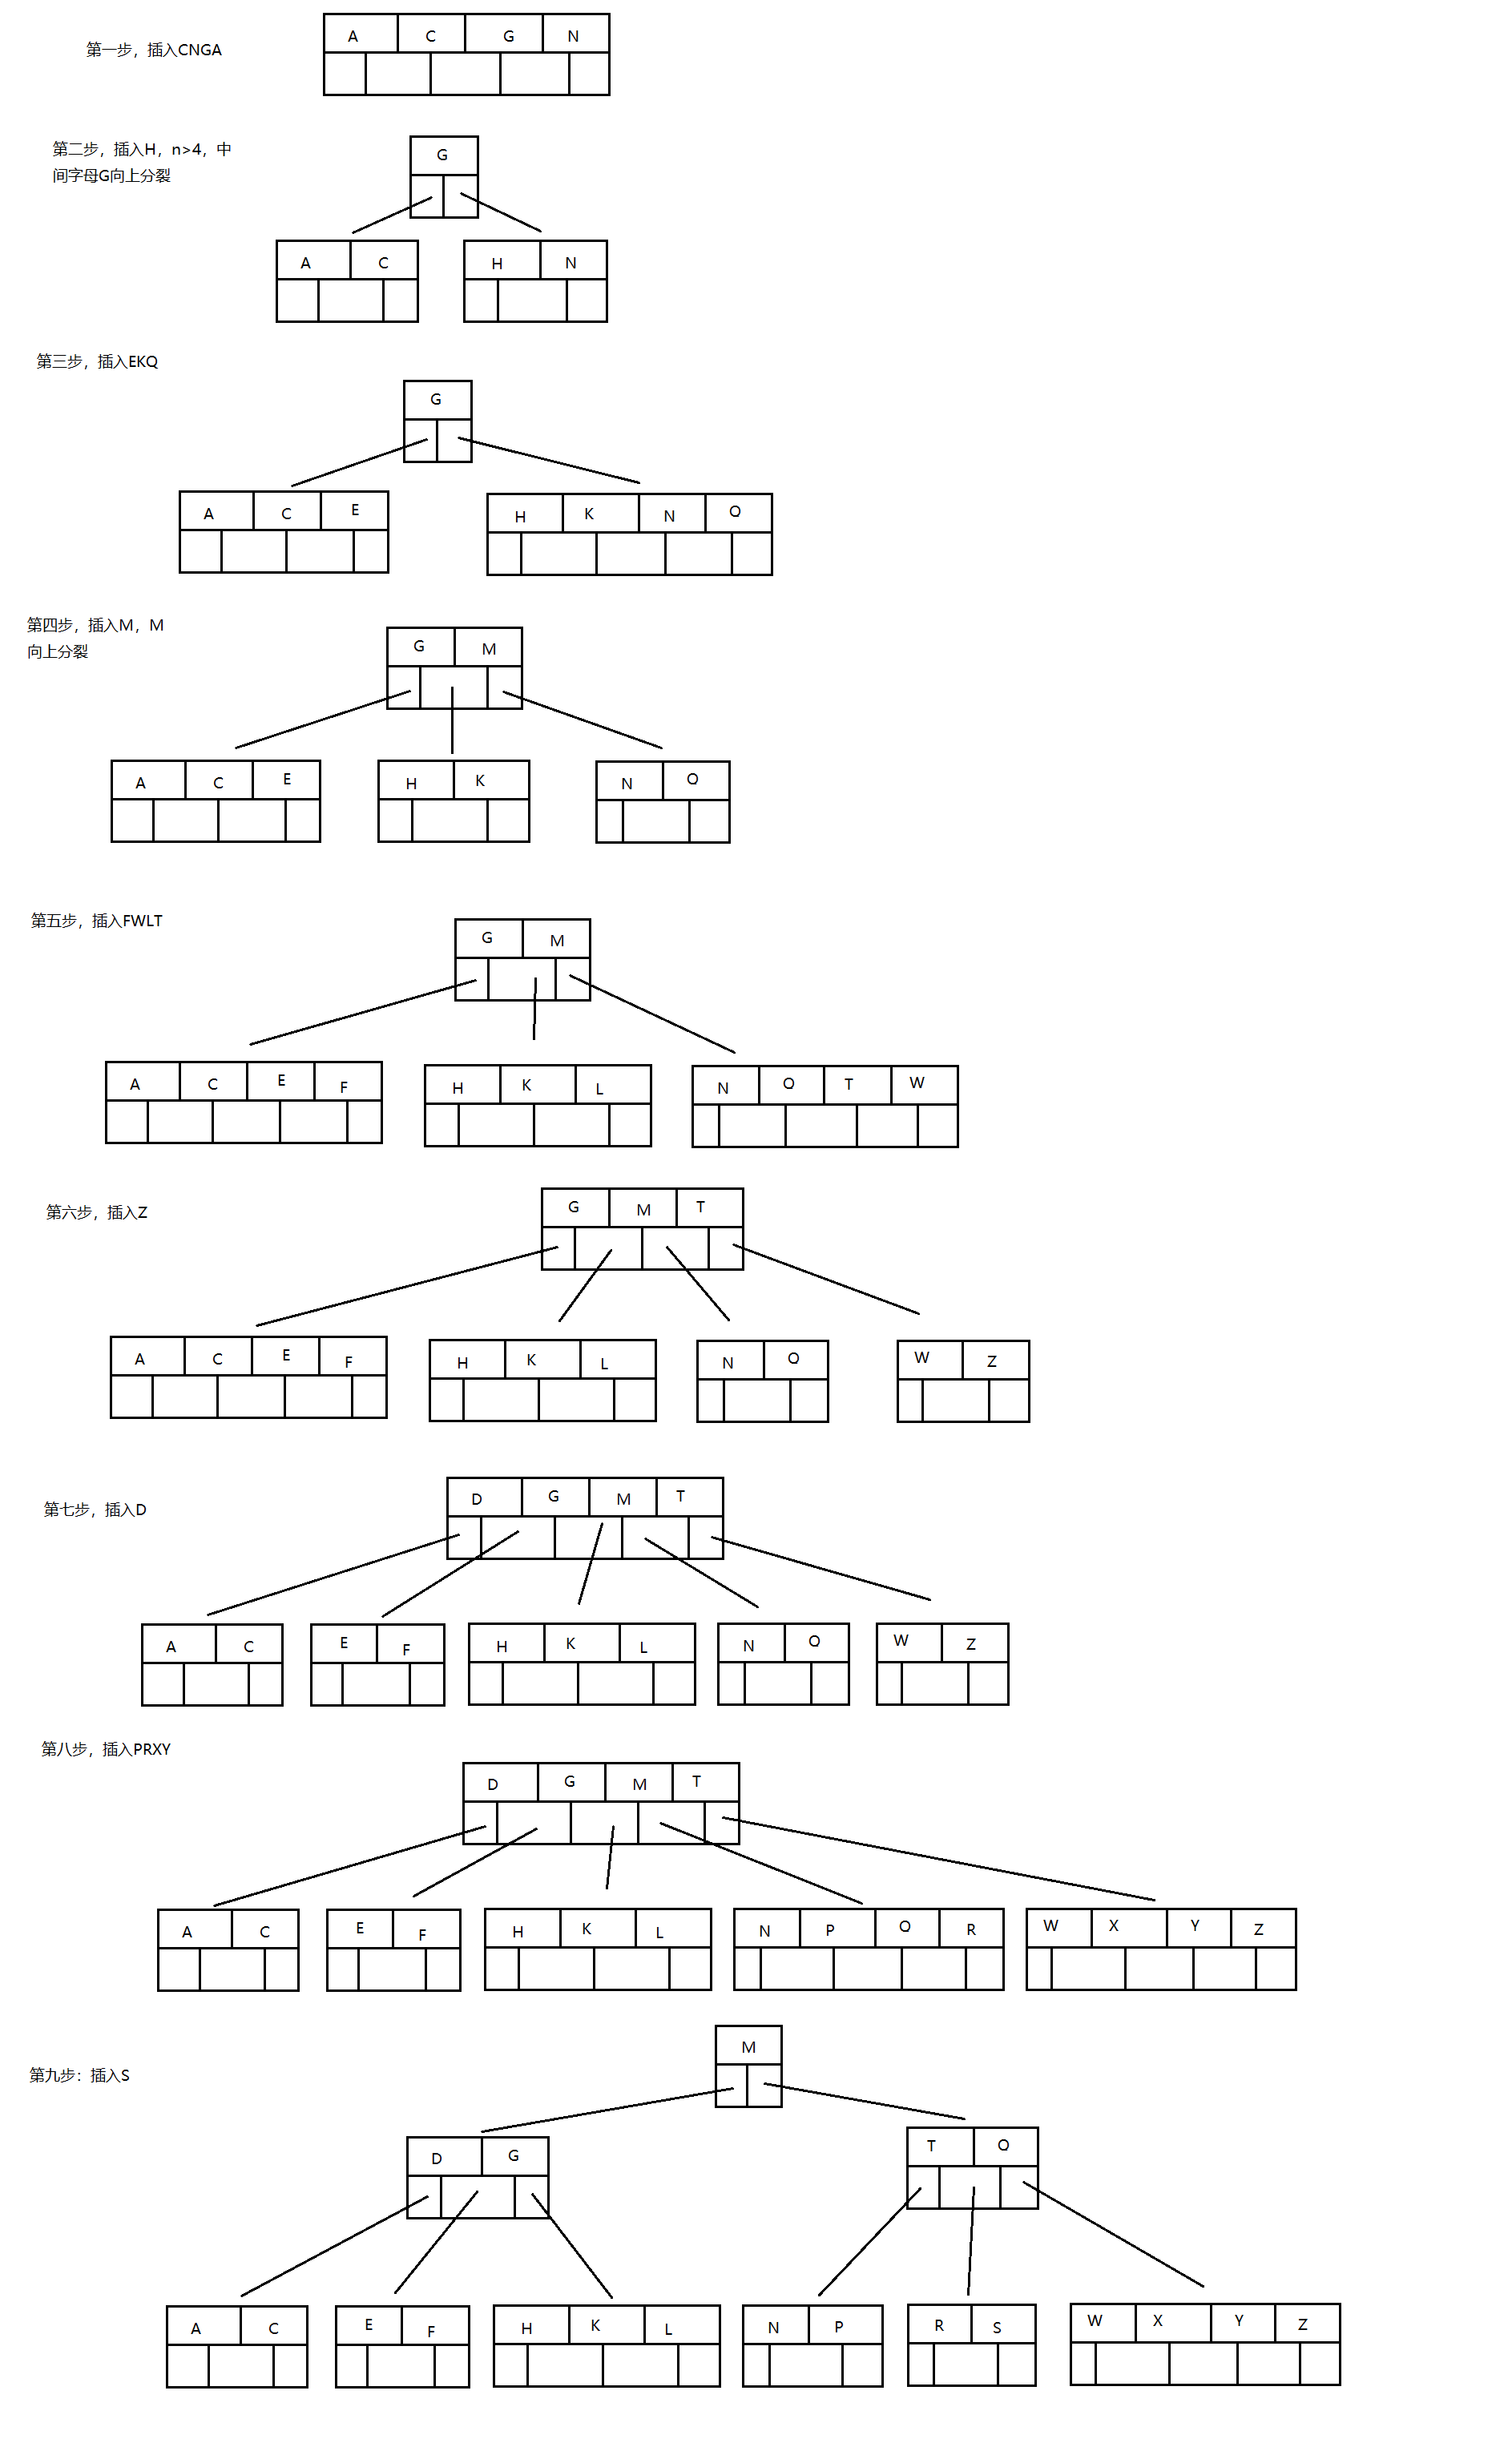 第一步，插入CNGA
A C G N
第二步，插入H，n>4，中
间字母G向上分裂
G
A C H N
第三步，插入EKQ
G
A C E H K N Q
第四步，插入M，M
向上分裂
G M
A C E H K N Q
第五步，插入FWLT
G M
A C E F H K L N Q T W
第六步，插入Z
G M T
A C E F H K L N Q W Z
第七步，插入D
D G M T
A C E F H K L N Q W Z
第八步，插入PRXY
D G M T
A C E F H K L N P Q R W X Y Z
第九步：插入S
M
D G T Q
A C E F H K L N P R S W X Y Z